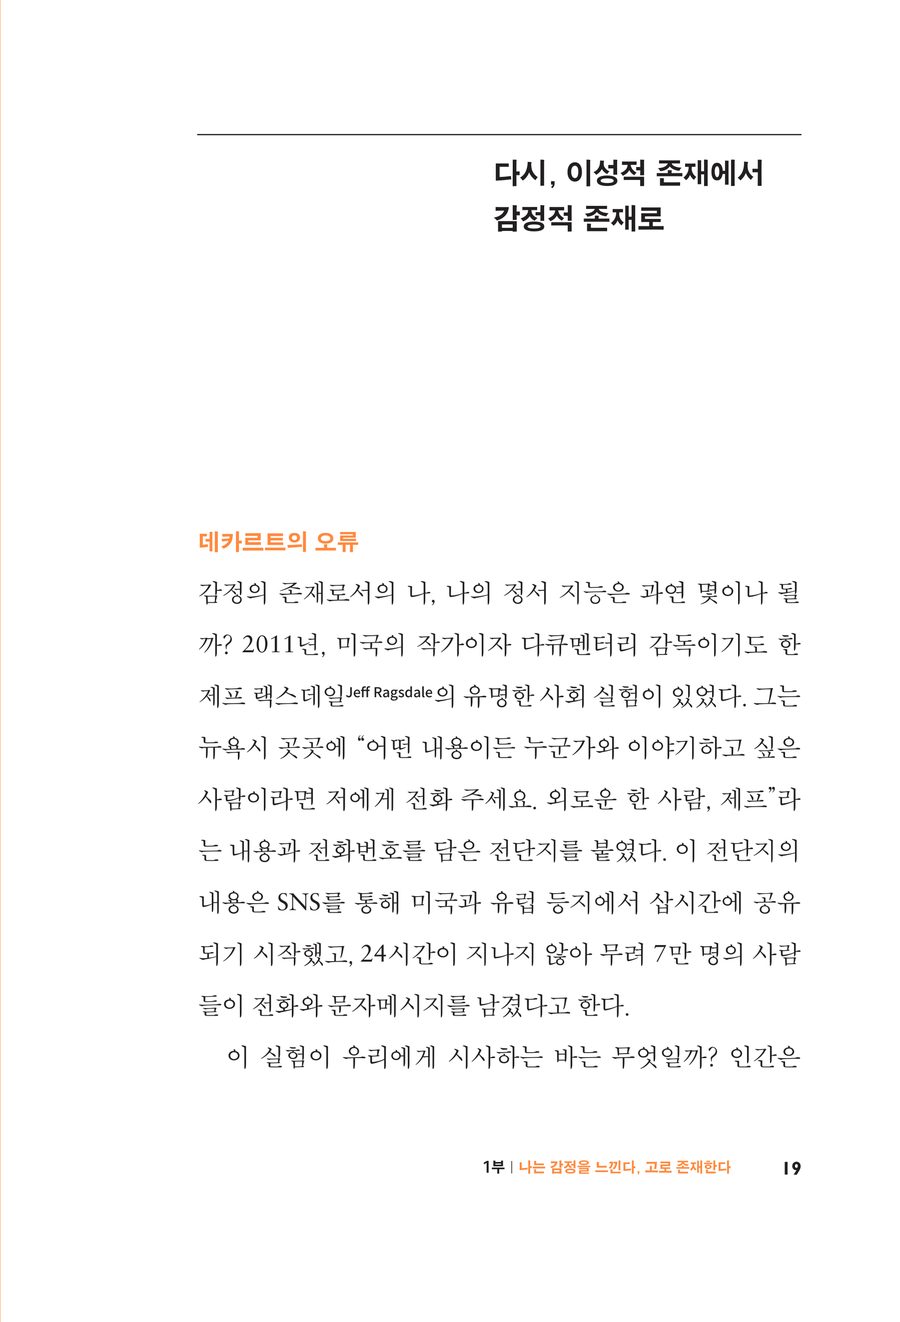 다시, 이성적 존재에서
감정적 존재로
데카르트의 오류
감정의 존재로서의 나, 나의 정서 지능은 과연 몇이나 될
까? 2011년, 미국의 작가이자 다큐멘터리 감독이기도 한
제프 랙스데일Jeff Ragsdale의 유명한 사회 실험이 있었다. 그는
뉴욕시 곳곳에 “어떤 내용이든 누군가와 이야기하고 싶은
사람이라면 저에게 전화 주세요. 외로운 한 사람, 제프”라
는 내용과 전화번호를 담은 전단지를 붙였다. 이 전단지의
내용은 SNS를 통해 미국과 유럽 등지에서 삽시간에 공유
되기 시작했고, 24시간이 지나지 않아 무려 7만 명의 사람
들이 전화와 문자메시지를 남겼다고 한다.
이 실험이 우리에게 시사하는 바는 무엇일까? 인간은
1부 | 나는 감정을 느낀다, 고로 존재한다 19